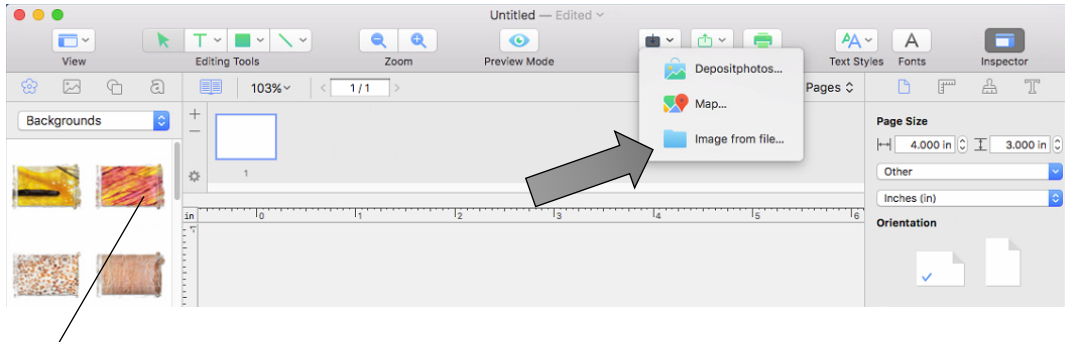 Untitled — Edited
View
Editing Tools
Zoom
Preview Mode
Text Styles
Fonts
Inspector
Depositphotos...
Map...
Image from file...
103%
1 / 1
Pages
Backgrounds
1
in 0 1 2 3 4 5 6
Page Size
4.000 in 3.000 in
Other
Inches (in)
Orientation